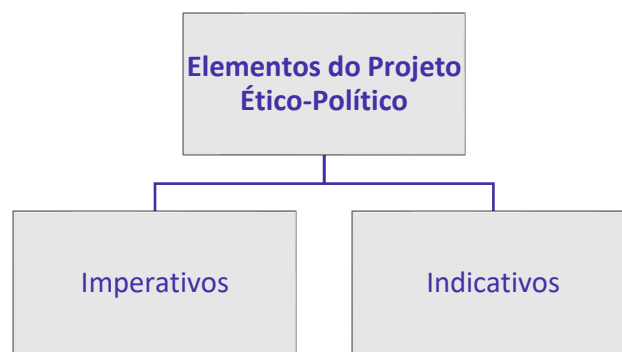 Elementos do Projeto
Ético-Político
Imperativos
Indicativos